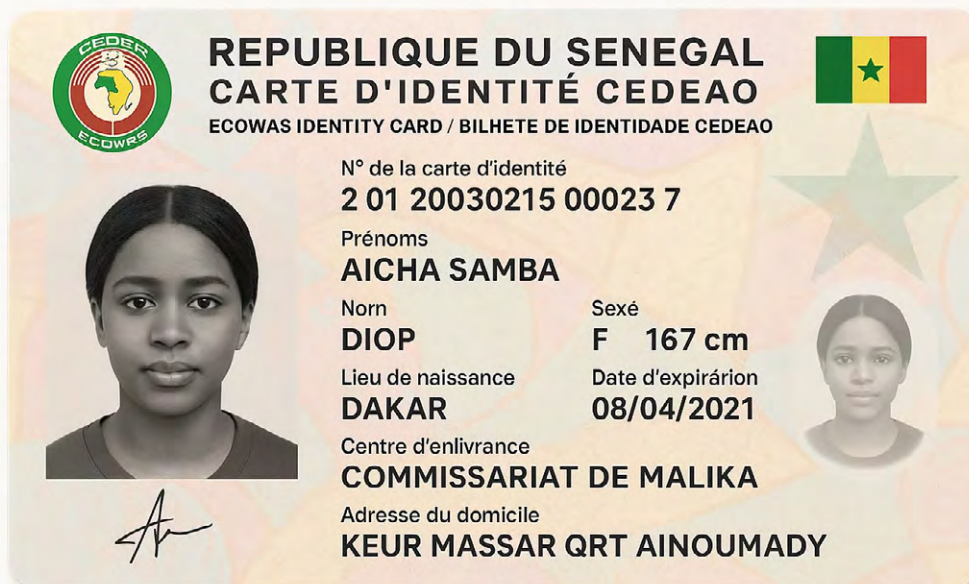 CEDER
ECOWRS
REPUBLIQUE DU SENEGAL
CARTE D'IDENTITÉ CEDEAO
ECOWAS IDENTITY CARD / BILHETE DE IDENTIDADE CEDEAO
N° de la carte d'identité
2 01 20030215 00023 7
Prénoms
AICHA SAMBA
Norn Sexé
DIOP F 167 cm
Lieu de naissance Date d'expirárion
DAKAR 08/04/2021
Centre d'enlivrance
COMMISSARIAT DE MALIKA
Adresse du domicile
KEUR MASSAR QRT AINOUMADY